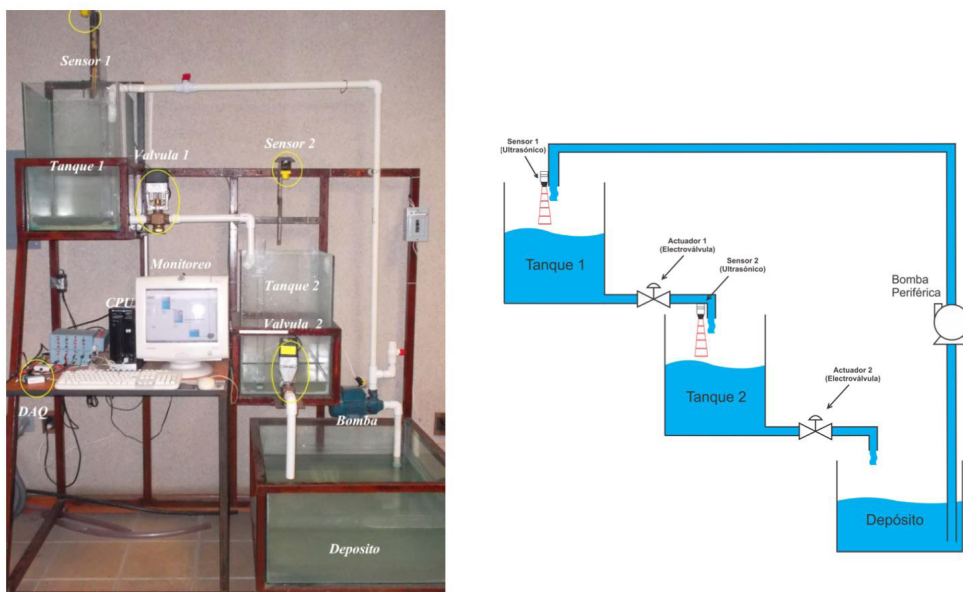 Sensor 1
Tanque 1
Valvula 1
Sensor 2
Monitoreo
CPU
Tanque 2
Valvula 2
DAQ
Bomba
Deposito
Sensor 1
(Ultrasónico)
Tanque 1
Actuador 1
(Electroválvula)
Sensor 2
(Ultrasónico)
Bomba
Periférica
Tanque 2
Actuador 2
(Electroválvula)
Depósito